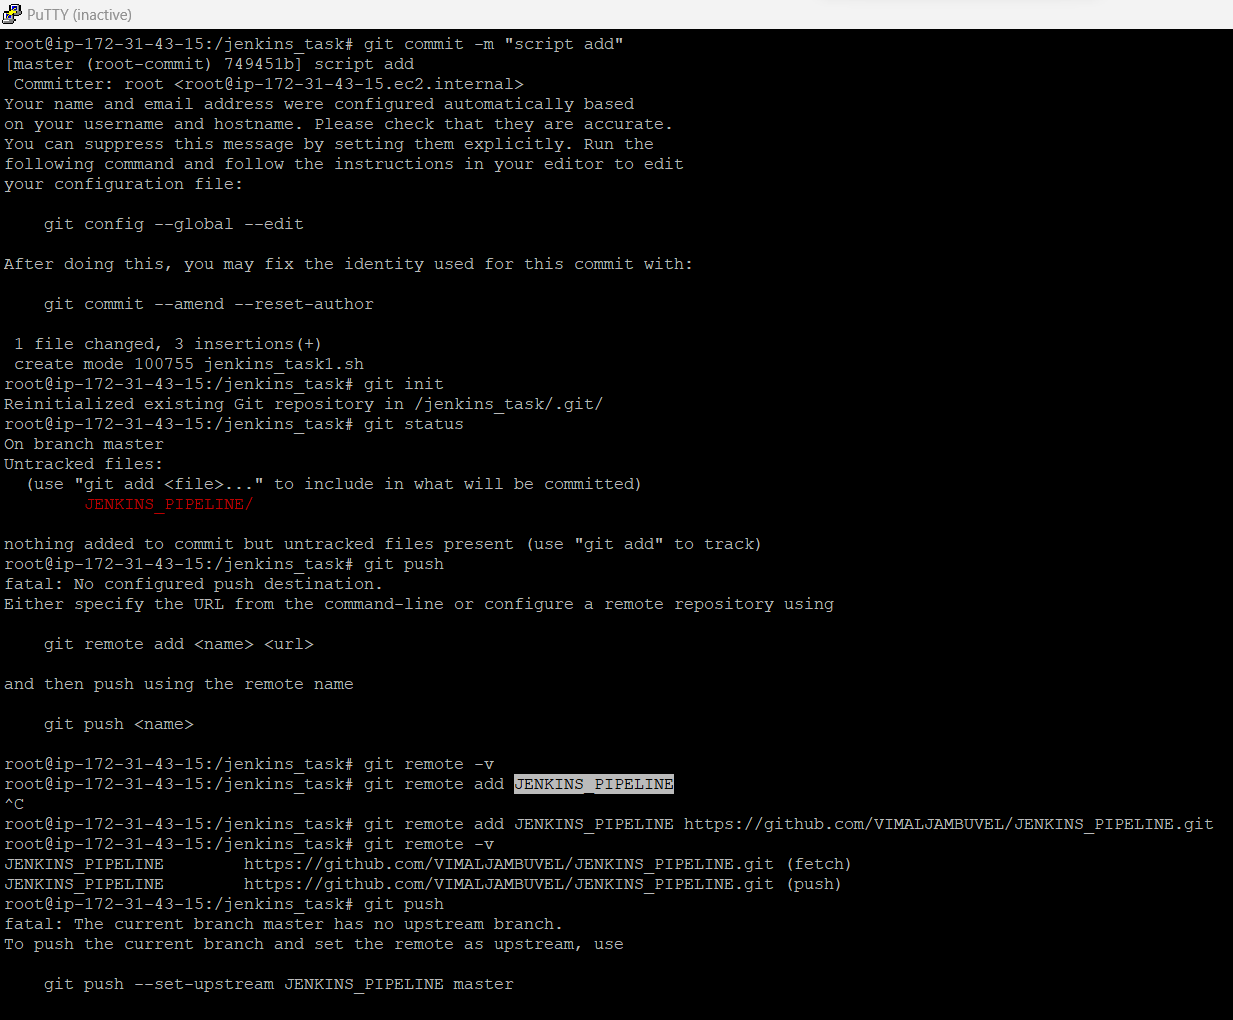 PuTTY (inactive)
root@ip-172-31-43-15:/jenkins_task# git commit -m "script add"
[master (root-commit) 749451b] script add
 Committer: root <root@ip-172-31-43-15.ec2.internal>
Your name and email address were configured automatically based
on your username and hostname. Please check that they are accurate.
You can suppress this message by setting them explicitly. Run the
following command and follow the instructions in your editor to edit
your configuration file:

    git config --global --edit

After doing this, you may fix the identity used for this commit with:

    git commit --amend --reset-author

 1 file changed, 3 insertions(+)
 create mode 100755 jenkins_task1.sh
root@ip-172-31-43-15:/jenkins_task# git init
Reinitialized existing Git repository in /jenkins_task/.git/
root@ip-172-31-43-15:/jenkins_task# git status
On branch master
Untracked files:
  (use "git add <file>..." to include in what will be committed)
        JENKINS_PIPELINE/

nothing added to commit but untracked files present (use "git add" to track)
root@ip-172-31-43-15:/jenkins_task# git push
fatal: No configured push destination.
Either specify the URL from the command-line or configure a remote repository using

    git remote add <name> <url>

and then push using the remote name

    git push <name>

root@ip-172-31-43-15:/jenkins_task# git remote -v
root@ip-172-31-43-15:/jenkins_task# git remote add JENKINS_PIPELINE
^C
root@ip-172-31-43-15:/jenkins_task# git remote add JENKINS_PIPELINE https://github.com/VIMALJAMBUVEL/JENKINS_PIPELINE.git
root@ip-172-31-43-15:/jenkins_task# git remote -v
JENKINS_PIPELINE        https://github.com/VIMALJAMBUVEL/JENKINS_PIPELINE.git (fetch)
JENKINS_PIPELINE        https://github.com/VIMALJAMBUVEL/JENKINS_PIPELINE.git (push)
root@ip-172-31-43-15:/jenkins_task# git push
fatal: The current branch master has no upstream branch.
To push the current branch and set the remote as upstream, use

    git push --set-upstream JENKINS_PIPELINE master